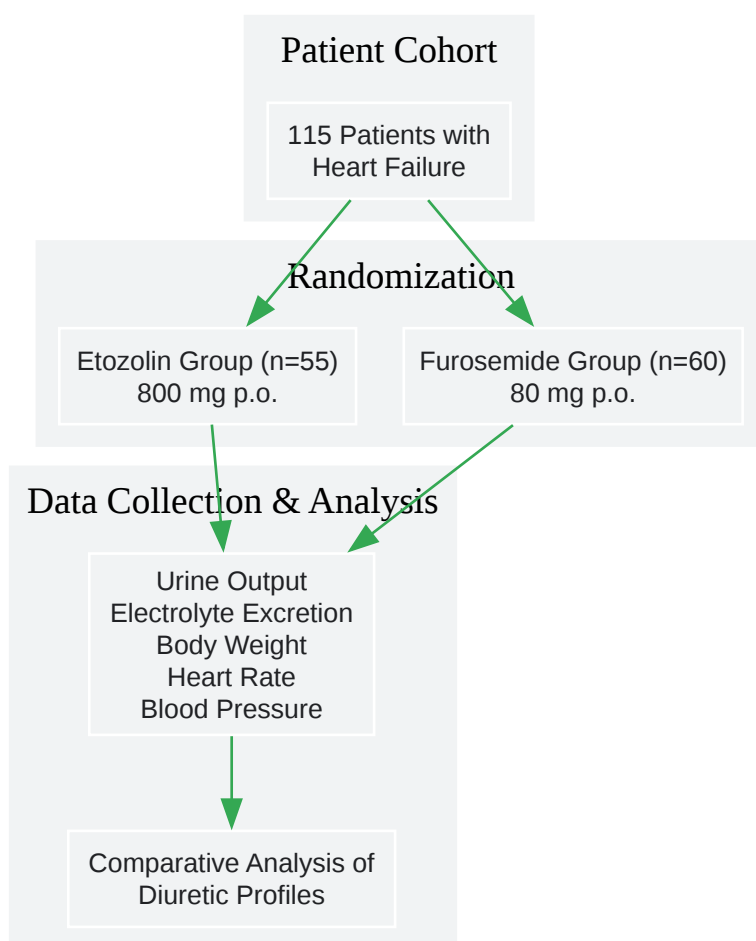 Patient Cohort
115 Patients with
Heart Failure
Randomization
Etozolin Group (n=55)
800 mg p.o.
Furosemide Group (n=60)
80 mg p.o.
Data Collection & Analysis
Urine Output
Electrolyte Excretion
Body Weight
Heart Rate
Blood Pressure
Comparative Analysis of
Diuretic Profiles